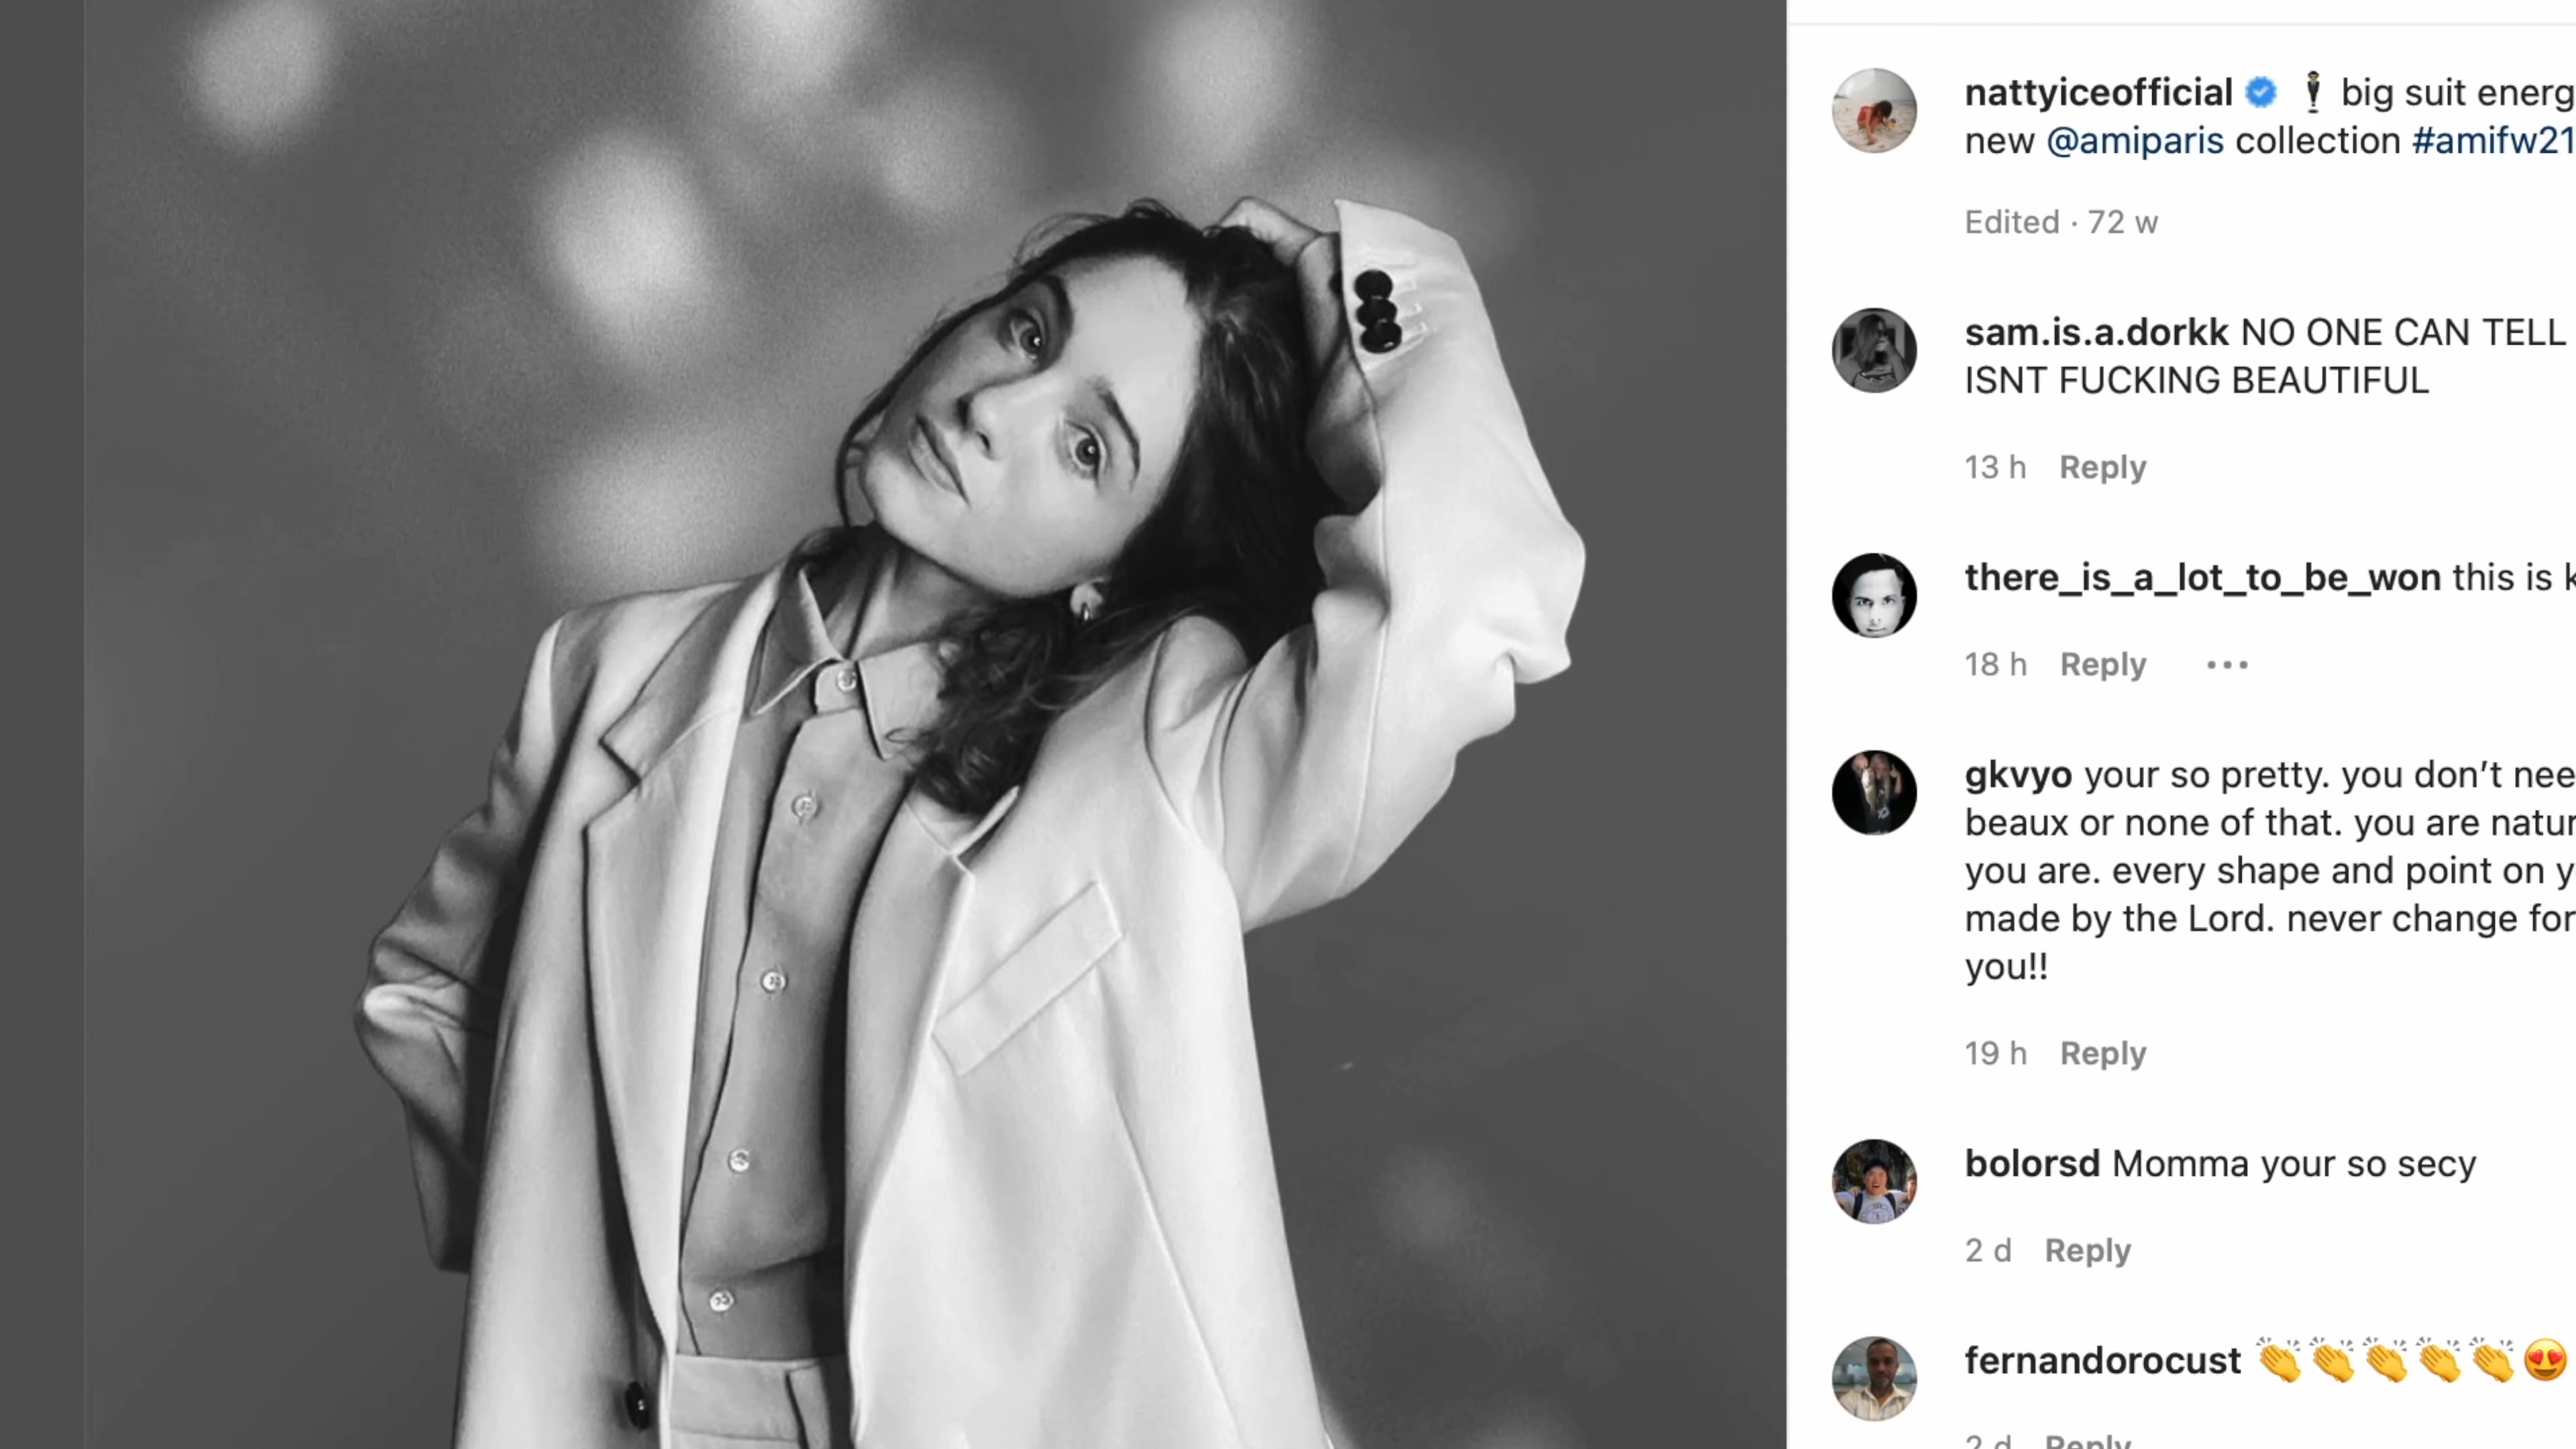 nattyiceofficial big suit energ
new @amiparis collection #amifw21
Edited · 72 w
sam.is.a.dorkk NO ONE CAN TELL
ISNT FUCKING BEAUTIFUL
13 h Reply
there_is_a_lot_to_be_won this is
18 h Reply
gkvyo your so pretty. you don’t nee
beaux or none of that. you are natur
you are. every shape and point on y
made by the Lord. never change for
you!!
19 h Reply
bolorsd Momma your so secy
2 d Reply
fernandorocust 👏👏👏👏👏😍
2 d Reply